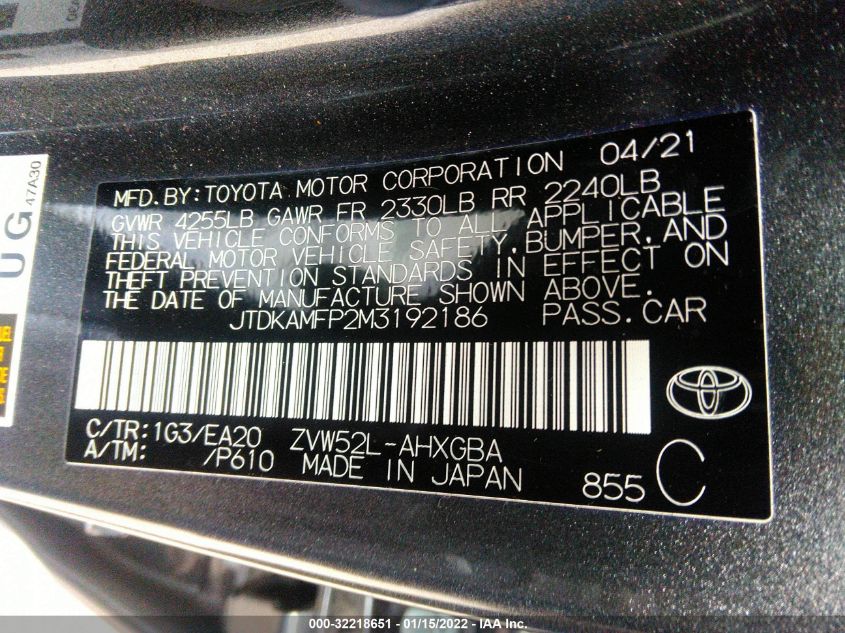 MFD.BY:TOYOTA MOTOR CORPORATION 04/21
GVWR 4255LB GAWR FR 2330LB RR 2240LB
THIS VEHICLE CONFORMS TO ALL APPLICABLE
FEDERAL MOTOR VEHICLE SAFETY, BUMPER, AND
THEFT PREVENTION STANDARDS IN EFFECT ON
THE DATE OF MANUFACTURE SHOWN ABOVE.
JTDKAMFP2M3192186 PASS.CAR
C/TR:1G3/EA20 ZVW52L-AHXGBA
A/TM: /P610 MADE IN JAPAN 855 C
UG
47A30
000-32218651 - 01/15/2022 - IAA Inc.